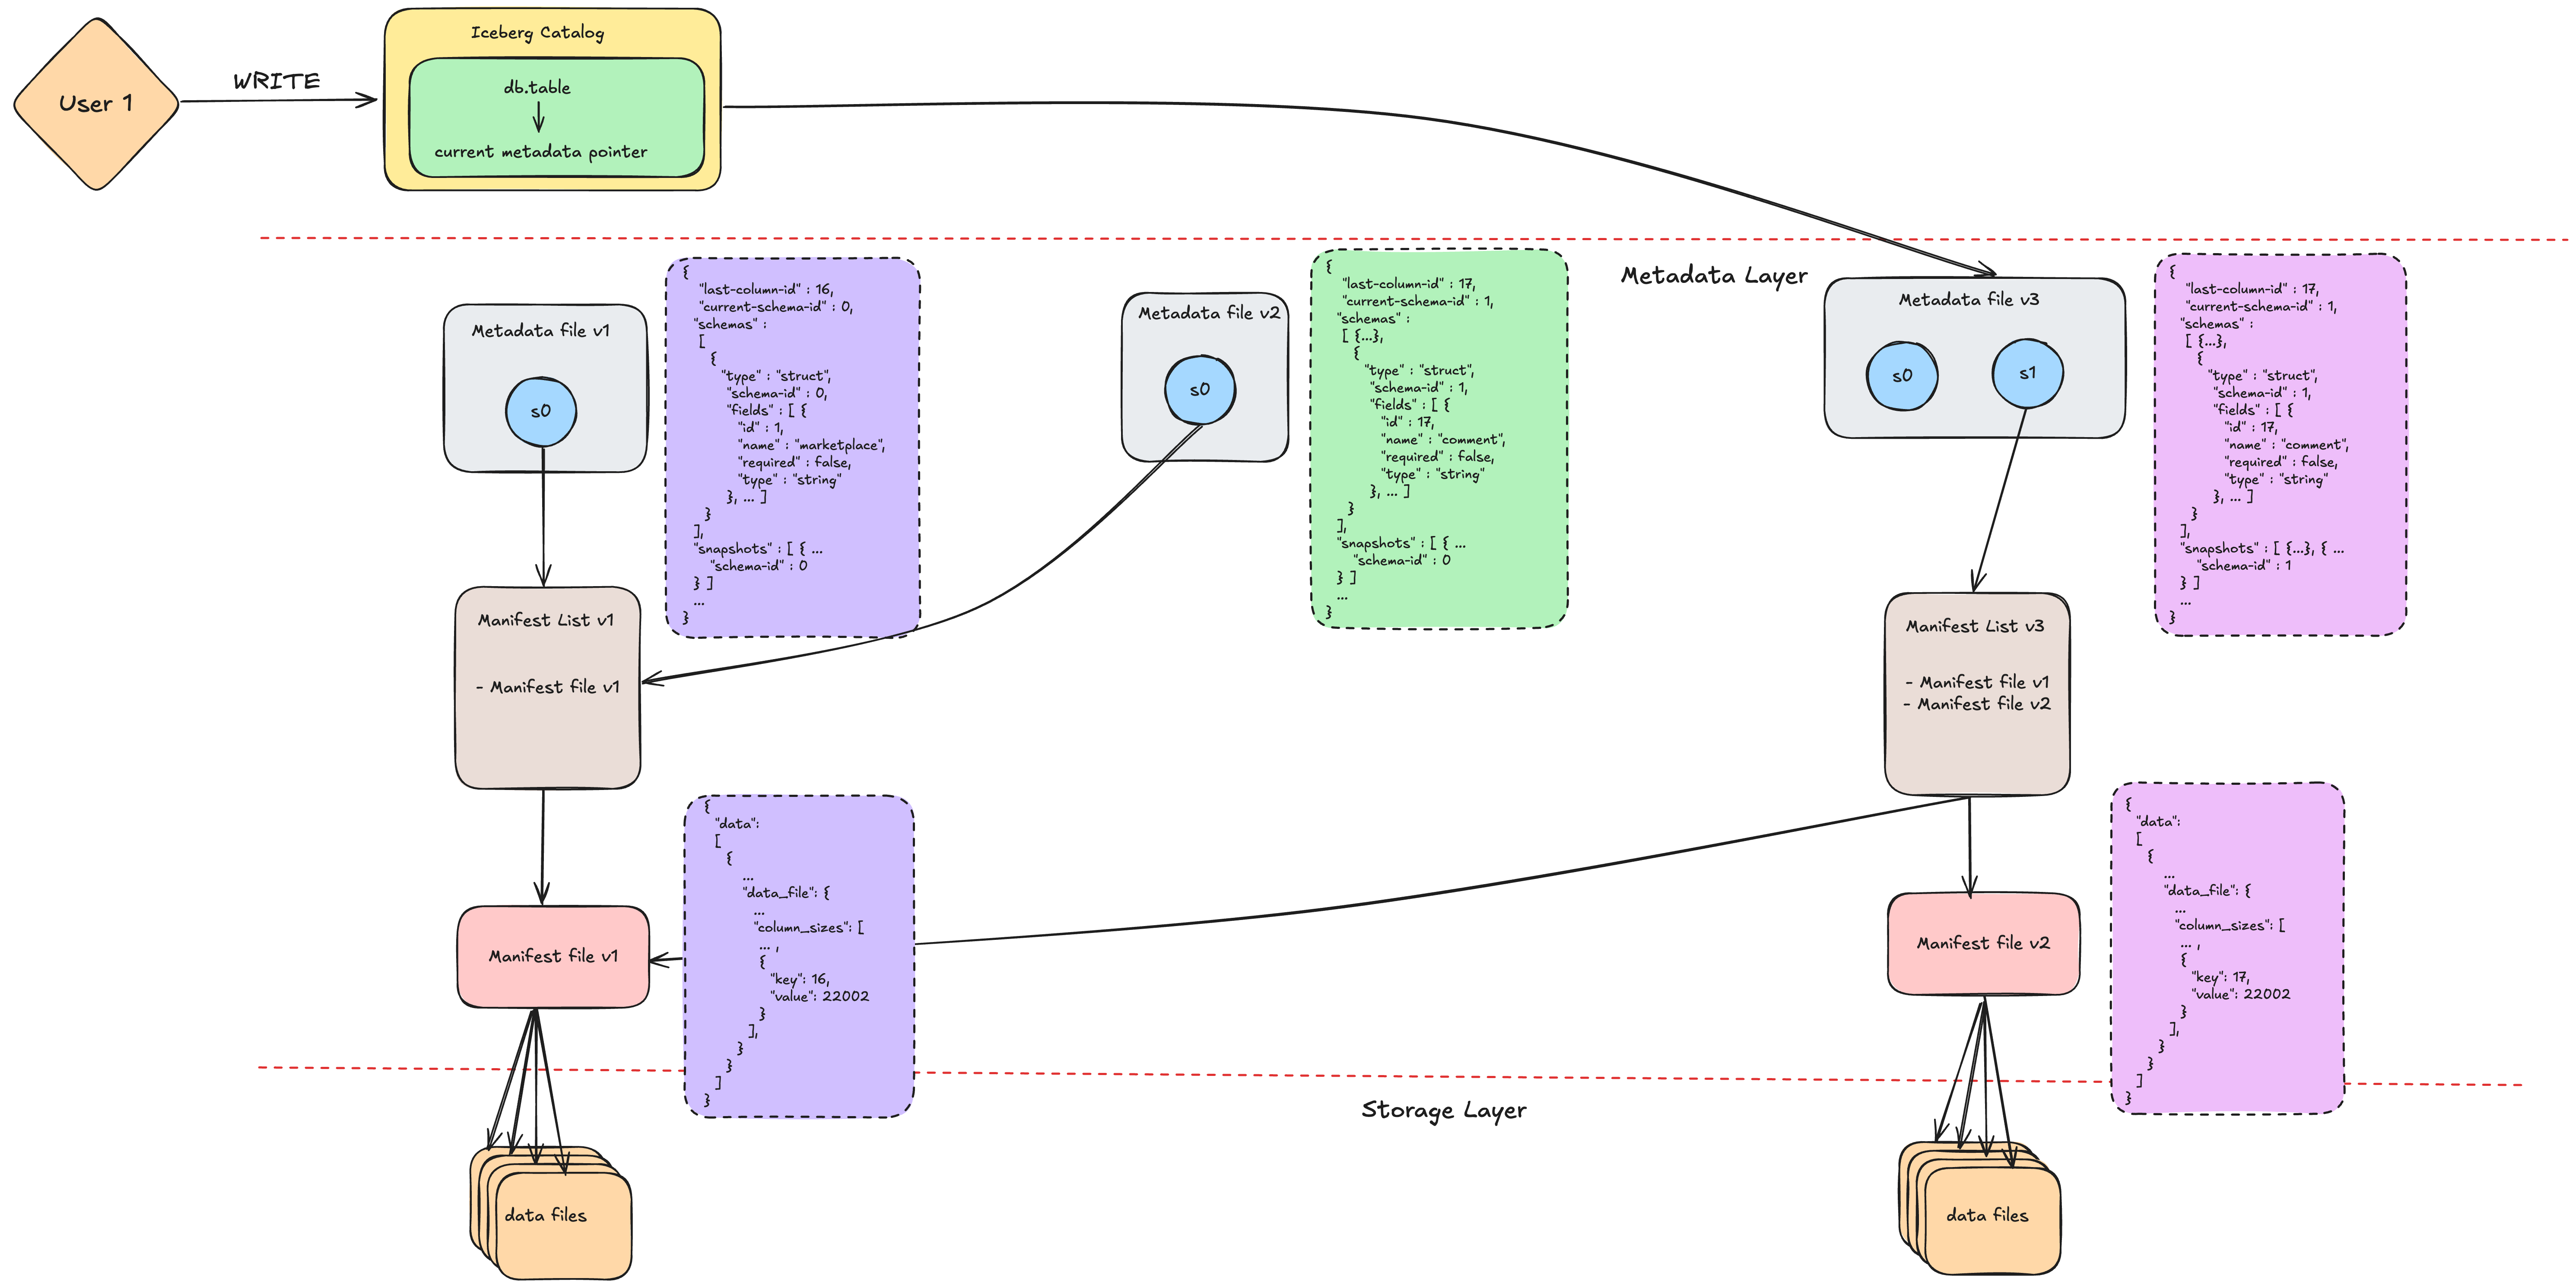 User 1
WRITE
Iceberg Catalog
db.table
current metadata pointer
Metadata Layer
Metadata file v1
s0
{
"last-column-id" : 16,
"current-schema-id" : 0,
"schemas" :
[
{
"type" : "struct",
"schema-id" : 0,
"fields" : [ {
"id" : 1,
"name" : "marketplace",
"required" : false,
"type" : "string"
}, ... ]
}
],
"snapshots" : [ { ...
"schema-id" : 0
} ]
...
}
Metadata file v2
s0
{
"last-column-id" : 17,
"current-schema-id" : 1,
"schemas" :
[ {...},
{
"type" : "struct",
"schema-id" : 1,
"fields" : [ {
"id" : 17,
"name" : "comment",
"required" : false,
"type" : "string"
}, ... ]
}
],
"snapshots" : [ { ...
"schema-id" : 0
} ]
...
}
Metadata file v3
s0
s1
{
"last-column-id" : 17,
"current-schema-id" : 1,
"schemas" :
[ {...},
{
"type" : "struct",
"schema-id" : 1,
"fields" : [ {
"id" : 17,
"name" : "comment",
"required" : false,
"type" : "string"
}, ... ]
}
],
"snapshots" : [ {...}, { ...
"schema-id" : 1
} ]
...
}
Manifest List v1
- Manifest file v1
Manifest List v3
- Manifest file v1
- Manifest file v2
Manifest file v1
{
"data":
[
{
...
"data_file": {
...
"column_sizes": [
... ,
{
"key": 16,
"value": 22002
}
],
}
}
]
}
Manifest file v2
{
"data":
[
{
...
"data_file": {
...
"column_sizes": [
... ,
{
"key": 17,
"value": 22002
}
],
}
}
]
}
Storage Layer
data files
data files